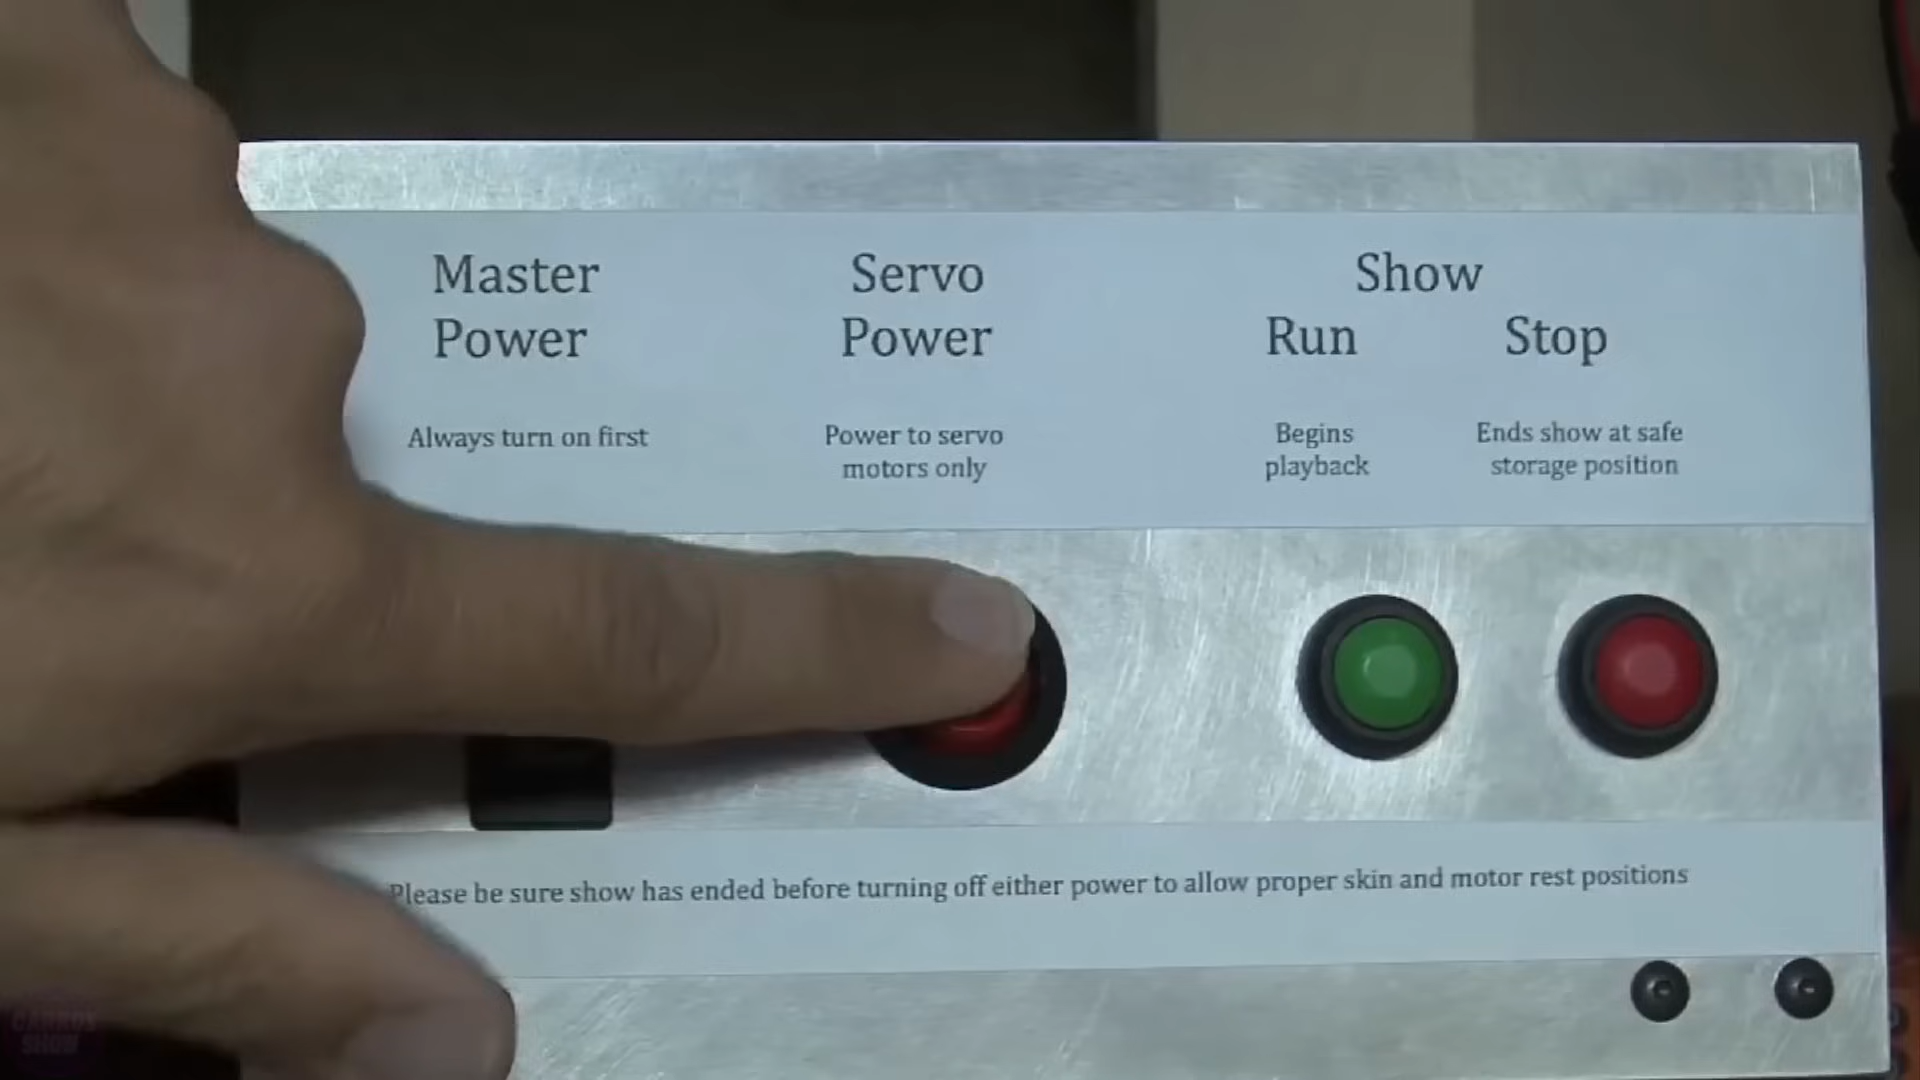 Master
Power
Always turn on first
Servo
Power
Power to servo
motors only
Show
Run
Stop
Begins
playback
Ends show at safe
storage position
Please be sure show has ended before turning off either power to allow proper skin and motor rest positions
SHOW